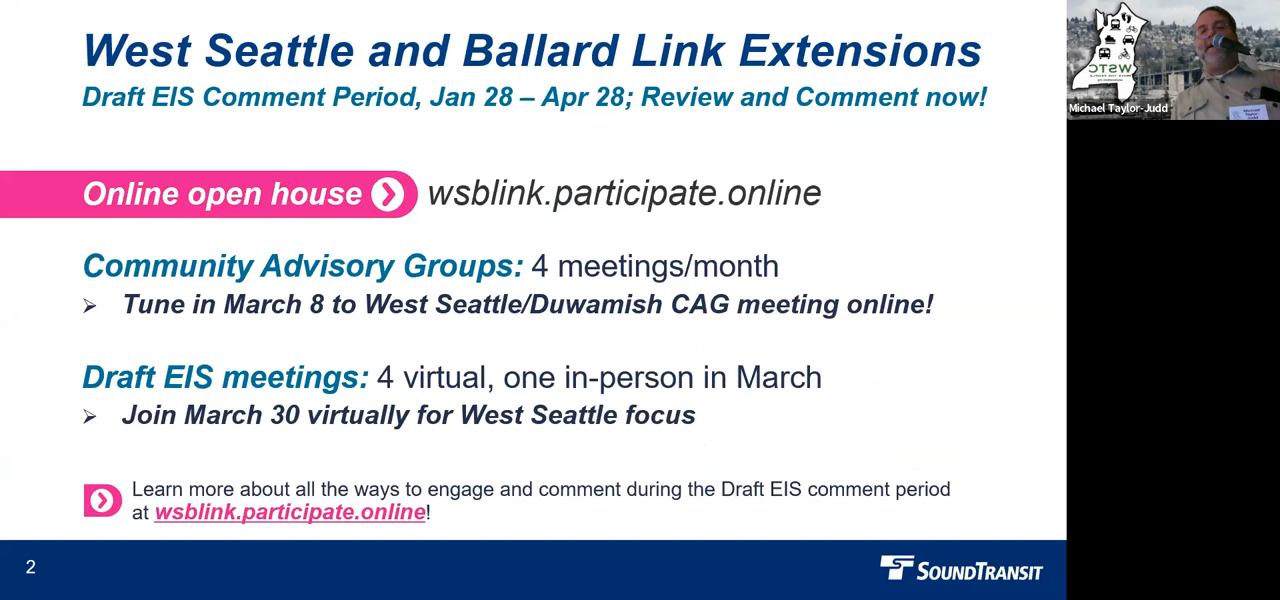 West Seattle and Ballard Link Extensions
Draft EIS Comment Period, Jan 28 – Apr 28; Review and Comment now!
Online open house
wsblink.participate.online
Community Advisory Groups: 4 meetings/month
Tune in March 8 to West Seattle/Duwamish CAG meeting online!
Draft EIS meetings: 4 virtual, one in-person in March
Join March 30 virtually for West Seattle focus
Learn more about all the ways to engage and comment during the Draft EIS comment period
at wsblink.participate.online!
2
SOUNDTRANSIT
WSTC
Michael Taylor-Judd
Michael
Taylor-
Judd